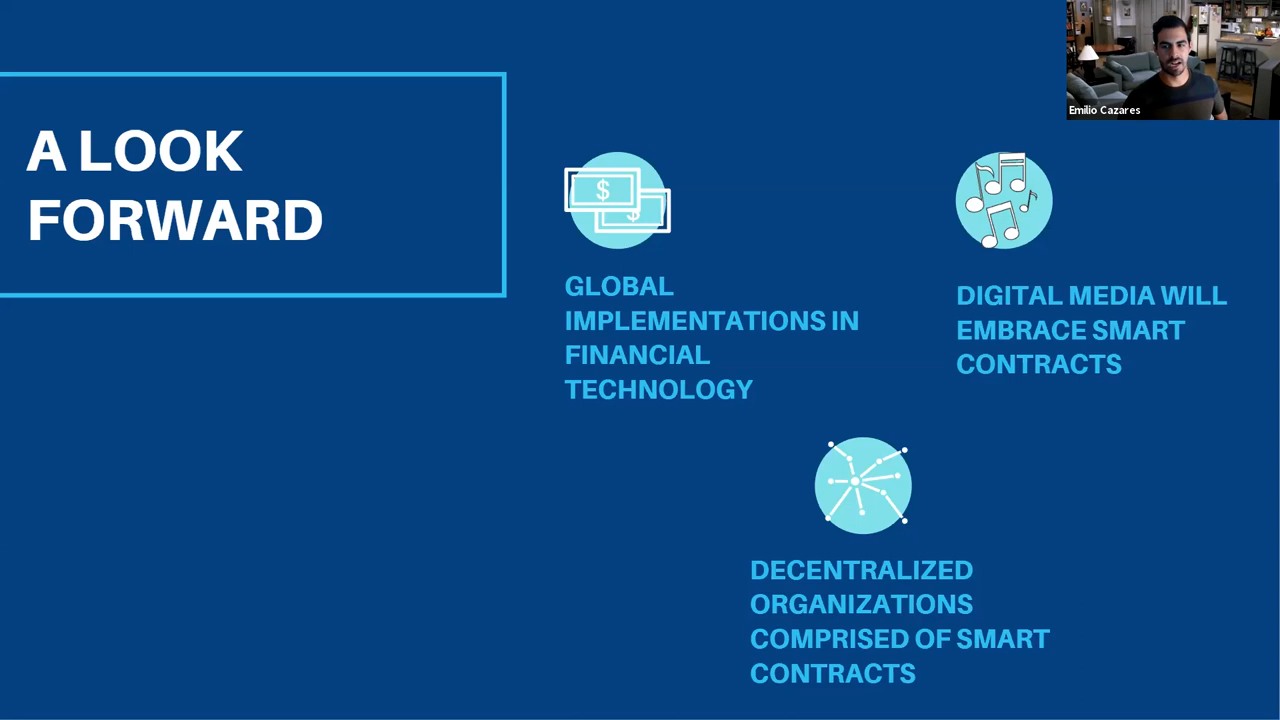 A LOOK
FORWARD
Emilio Cazares
$
$
GLOBAL
IMPLEMENTATIONS IN
FINANCIAL
TECHNOLOGY
DIGITAL MEDIA WILL
EMBRACE SMART
CONTRACTS
DECENTRALIZED
ORGANIZATIONS
COMPRISED OF SMART
CONTRACTS